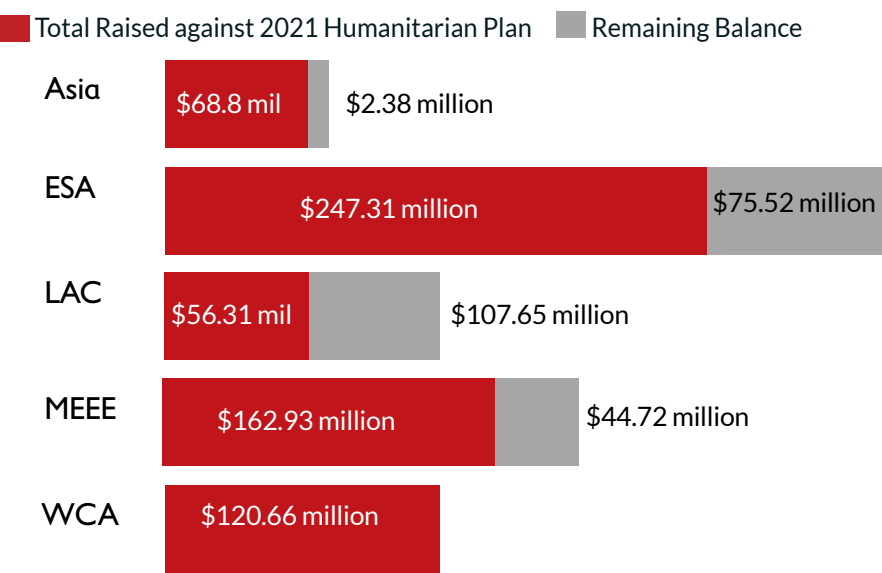 Total Raised against 2021 Humanitarian Plan Remaining Balance
Asia $68.8 mil $2.38 million
ESA $247.31 million $75.52 million
LAC $56.31 mil $107.65 million
MEEE $162.93 million $44.72 million
WCA $120.66 million